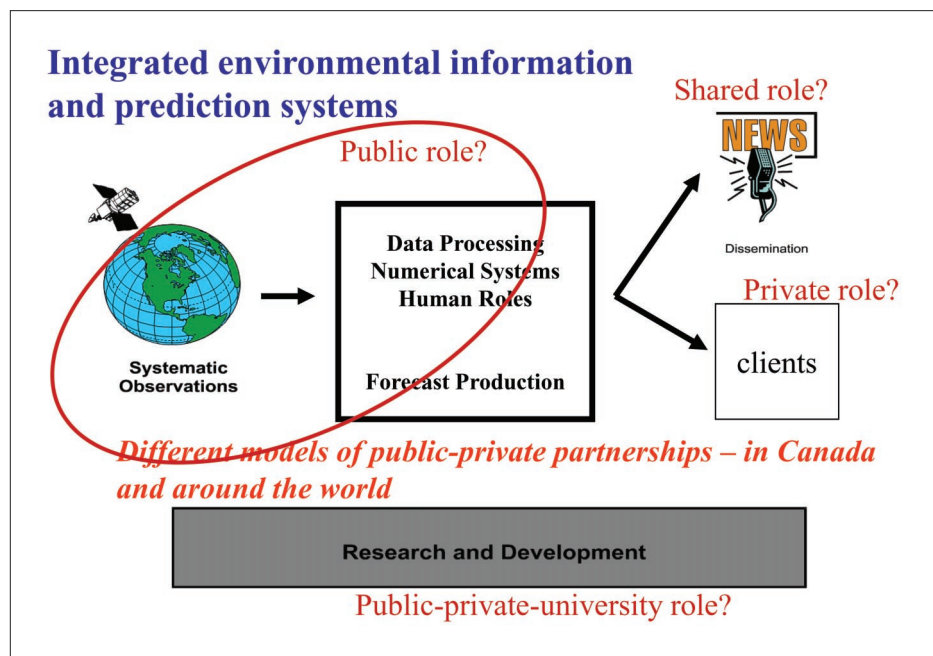 Integrated environmental information
and prediction systems
Shared role?
NEWS
Public role?
Dissemination
Data Processing
Numerical Systems
Human Roles
Private role?
clients
Systematic
Observations
Forecast Production
Different models of public-private partnerships – in Canada
and around the world
Research and Development
Public-private-university role?